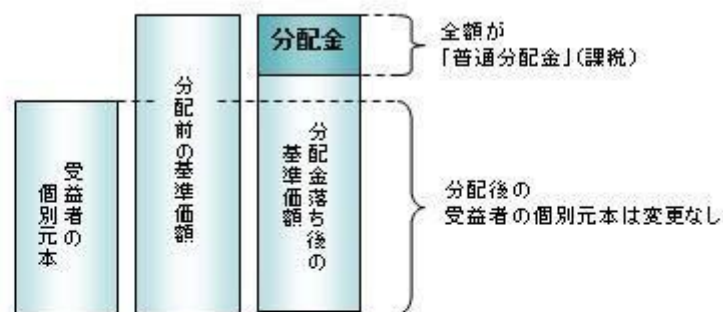 受益者の
個別元本
分配前の基準価額
分配金
分配金落ち後の
基準価額
全額が
「普通分配金」(課税)
分配後の
受益者の個別元本は変更なし